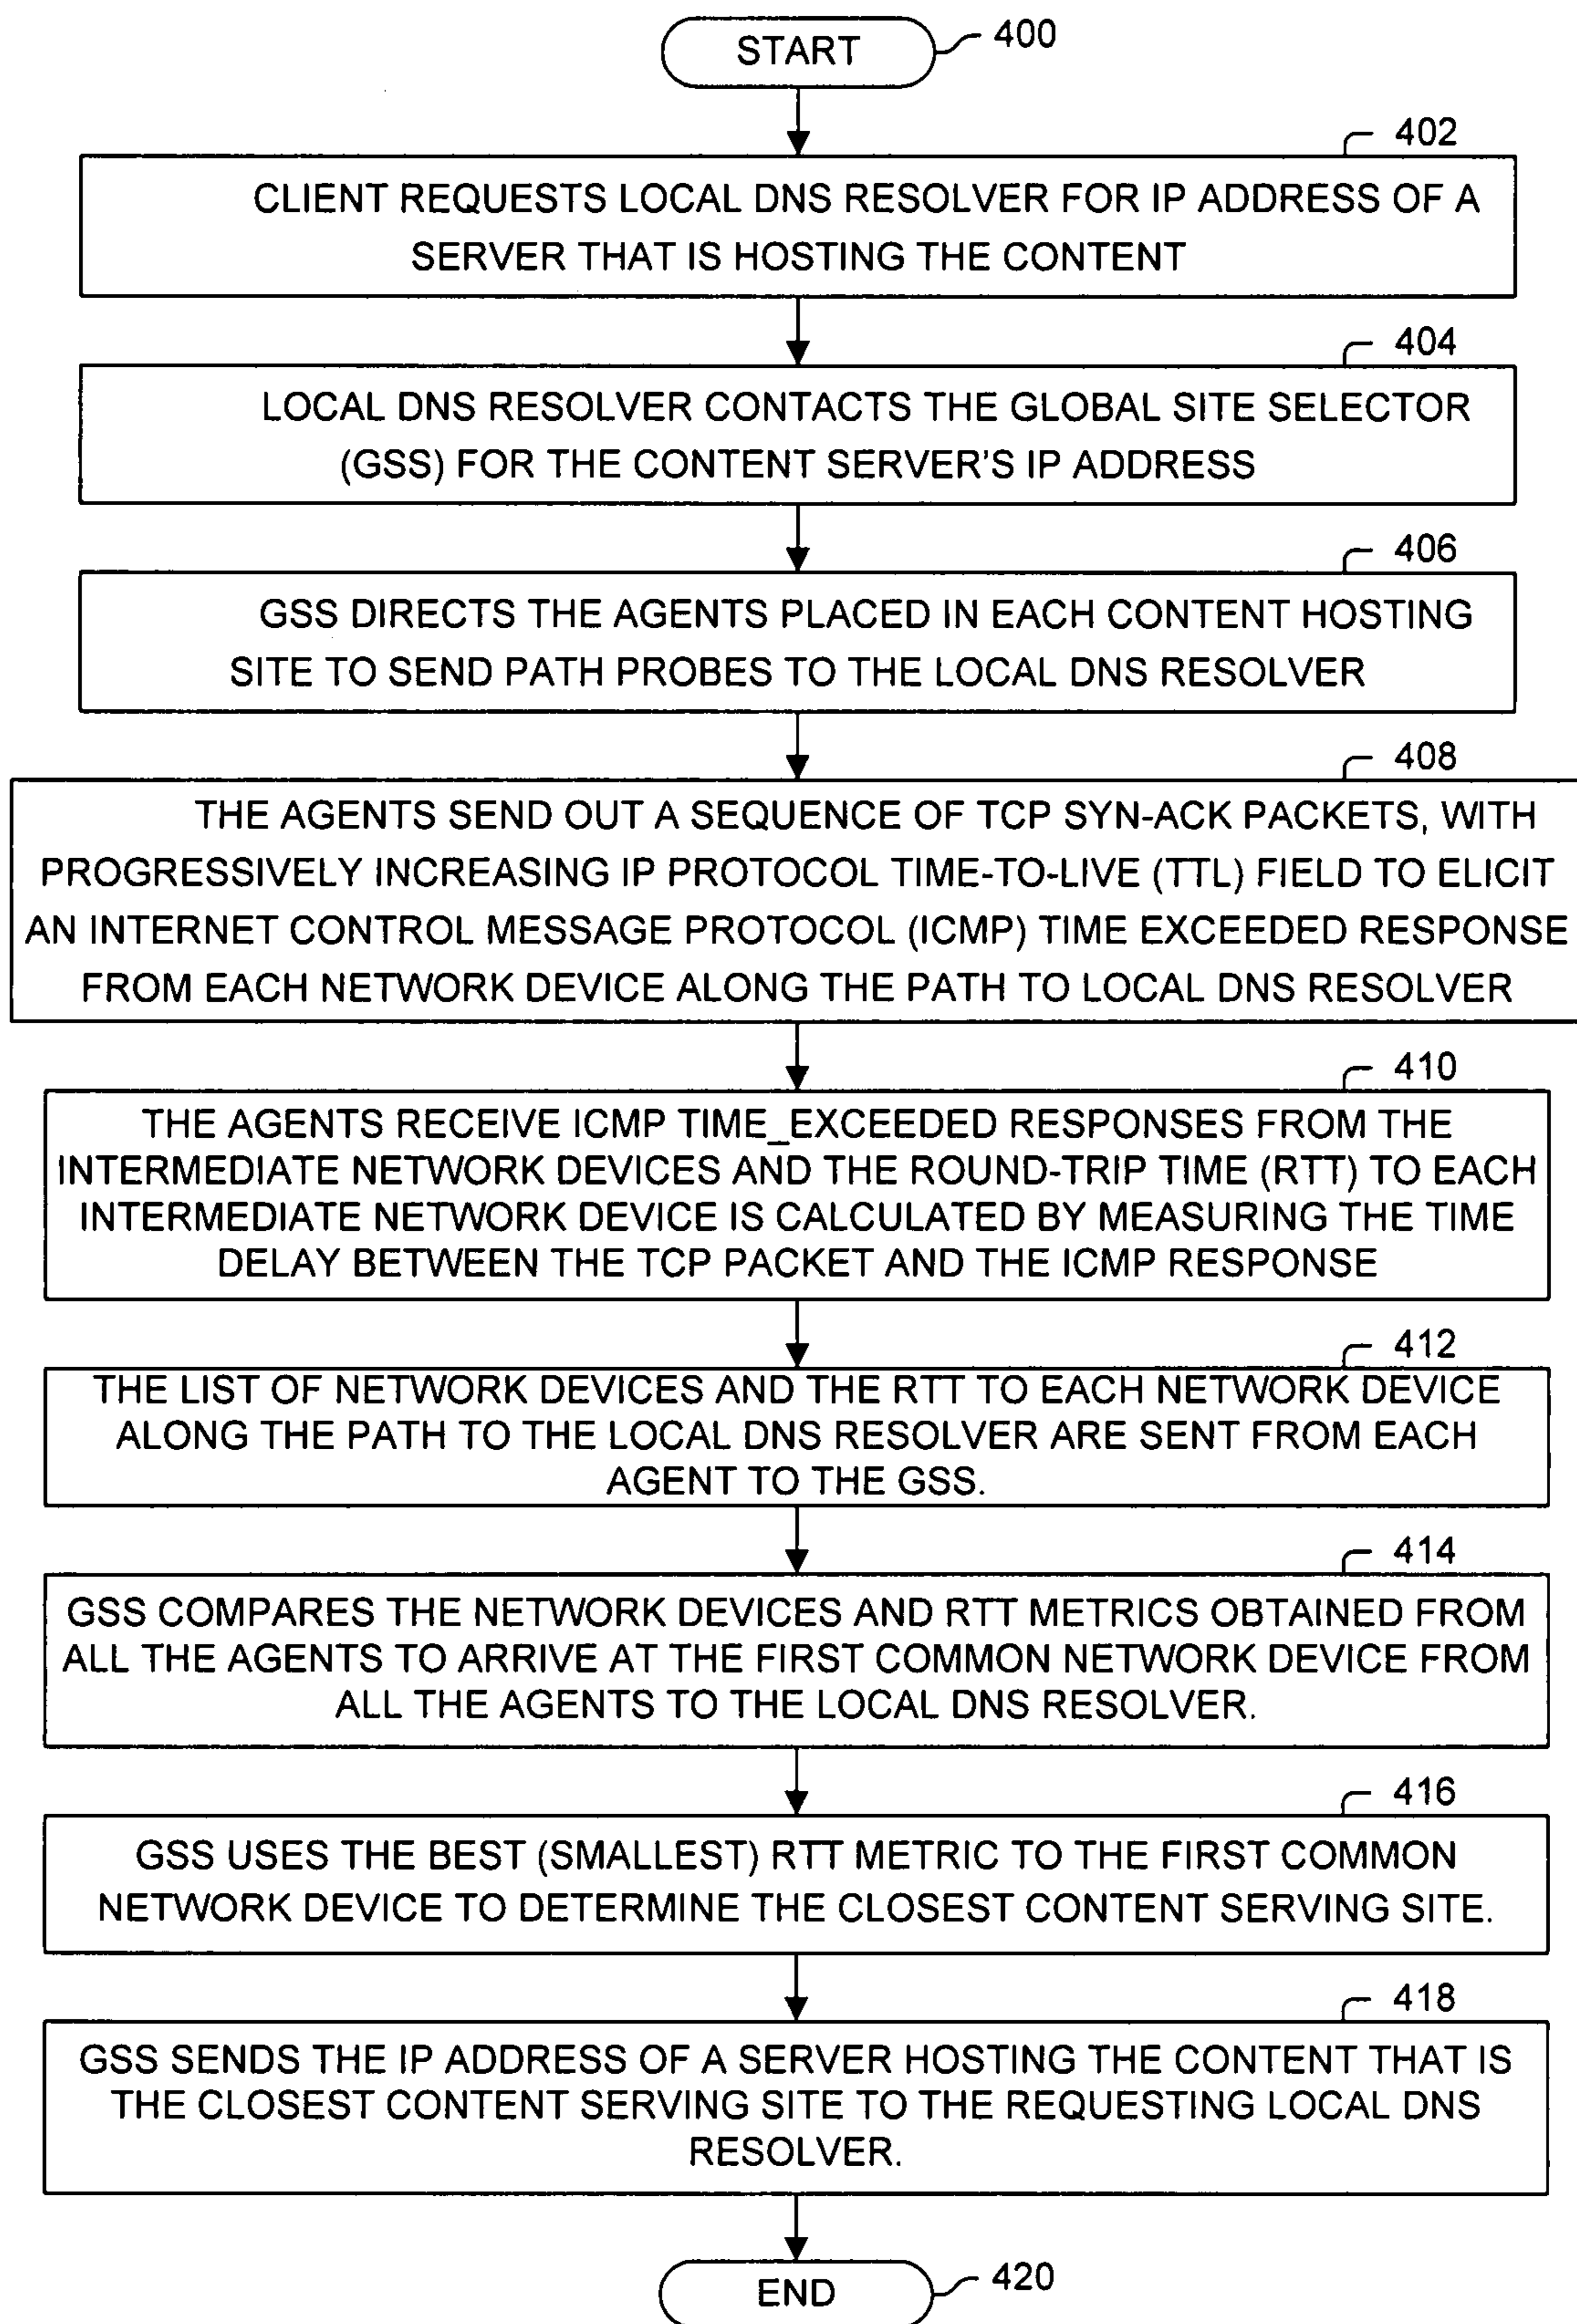 START
400
402
CLIENT REQUESTS LOCAL DNS RESOLVER FOR IP ADDRESS OF A
SERVER THAT IS HOSTING THE CONTENT
404
LOCAL DNS RESOLVER CONTACTS THE GLOBAL SITE SELECTOR
(GSS) FOR THE CONTENT SERVER'S IP ADDRESS
406
GSS DIRECTS THE AGENTS PLACED IN EACH CONTENT HOSTING
SITE TO SEND PATH PROBES TO THE LOCAL DNS RESOLVER
408
THE AGENTS SEND OUT A SEQUENCE OF TCP SYN-ACK PACKETS, WITH
PROGRESSIVELY INCREASING IP PROTOCOL TIME-TO-LIVE (TTL) FIELD TO ELICIT
AN INTERNET CONTROL MESSAGE PROTOCOL (ICMP) TIME EXCEEDED RESPONSE
FROM EACH NETWORK DEVICE ALONG THE PATH TO LOCAL DNS RESOLVER
410
THE AGENTS RECEIVE ICMP TIME_EXCEEDED RESPONSES FROM THE
INTERMEDIATE NETWORK DEVICES AND THE ROUND-TRIP TIME (RTT) TO EACH
INTERMEDIATE NETWORK DEVICE IS CALCULATED BY MEASURING THE TIME
DELAY BETWEEN THE TCP PACKET AND THE ICMP RESPONSE
412
THE LIST OF NETWORK DEVICES AND THE RTT TO EACH NETWORK DEVICE
ALONG THE PATH TO THE LOCAL DNS RESOLVER ARE SENT FROM EACH
AGENT TO THE GSS.
414
GSS COMPARES THE NETWORK DEVICES AND RTT METRICS OBTAINED FROM
ALL THE AGENTS TO ARRIVE AT THE FIRST COMMON NETWORK DEVICE FROM
ALL THE AGENTS TO THE LOCAL DNS RESOLVER.
416
GSS USES THE BEST (SMALLEST) RTT METRIC TO THE FIRST COMMON
NETWORK DEVICE TO DETERMINE THE CLOSEST CONTENT SERVING SITE.
418
GSS SENDS THE IP ADDRESS OF A SERVER HOSTING THE CONTENT THAT IS
THE CLOSEST CONTENT SERVING SITE TO THE REQUESTING LOCAL DNS
RESOLVER.
END
420